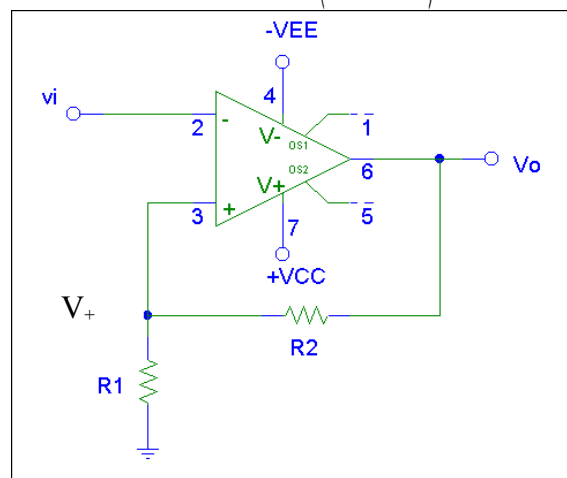 -VEE
vi
4
2
-
V-
OS1
1
6
Vo
OS2
V+
3
+
5
7
+VCC
V+
R2
R1